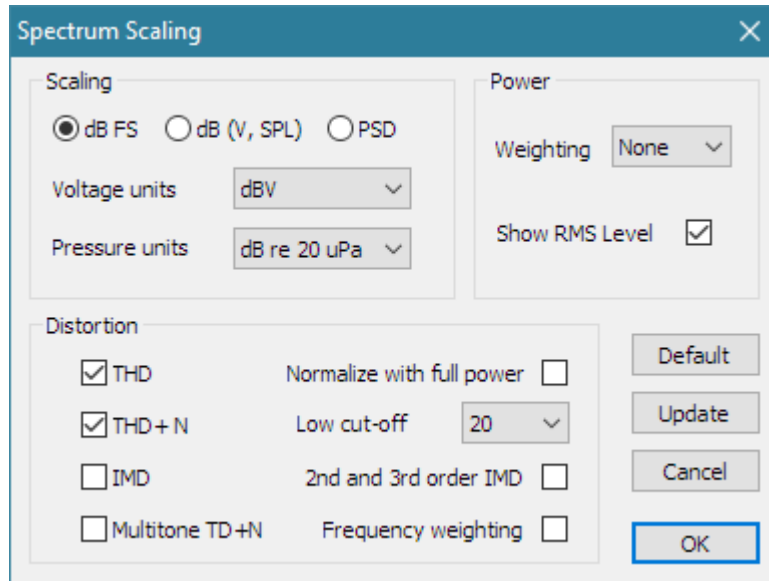 Spectrum Scaling
Scaling
dB FS dB (V, SPL) PSD
Voltage units dBV
Pressure units dB re 20 uPa
Power
Weighting None
Show RMS Level
Distortion
THD Normalize with full power
THD+ N Low cut-off 20
IMD 2nd and 3rd order IMD
Multitone TD+N Frequency weighting
Default
Update
Cancel
OK